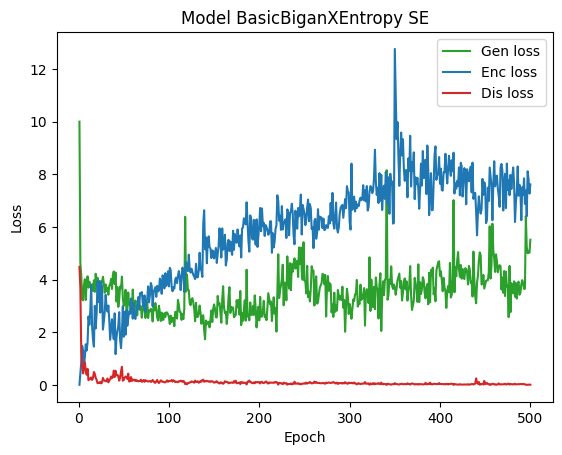 Model BasicBiganXEntropy SE
Gen loss
Enc loss
Dis loss
12
10
8
6
4
2
0
Loss
0 100 200 300 400 500
Epoch